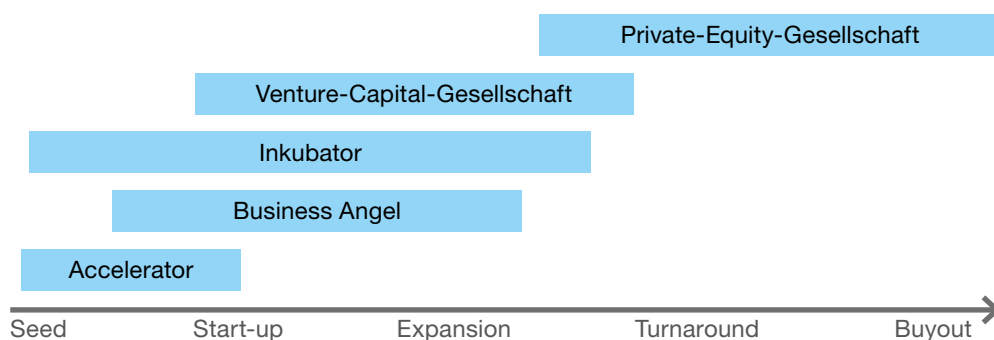 Private-Equity-Gesellschaft
Venture-Capital-Gesellschaft
Inkubator
Business Angel
Accelerator
Seed Start-up Expansion Turnaround Buyout